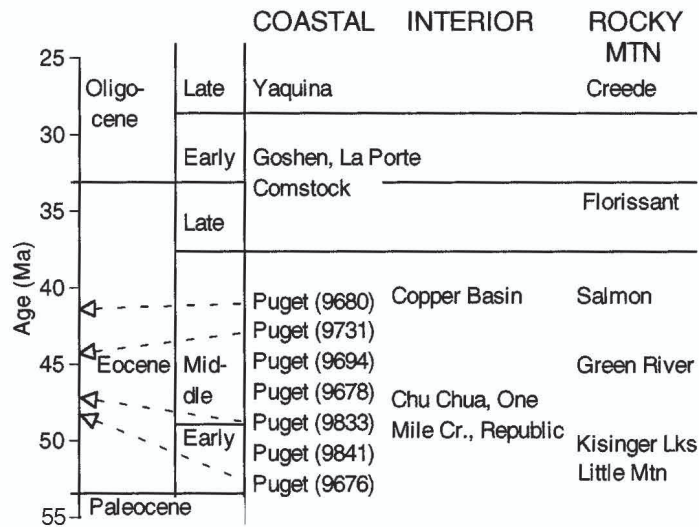 COASTAL INTERIOR ROCKY
MTN
25
Oligo-
cene
Late
Yaquina
Creede
30
Early
Goshen, La Porte
Comstock
35
Late
Florissant
Age (Ma)
40
Puget (9680)
Copper Basin
Salmon
Puget (9731)
45
Eocene
Mid-
dle
Puget (9694)
Green River
Puget (9678)
Chu Chua, One
Mile Cr., Republic
Puget (9833)
50
Early
Puget (9841)
Kisinger Lks
Little Mtn
Puget (9676)
Paleocene
55